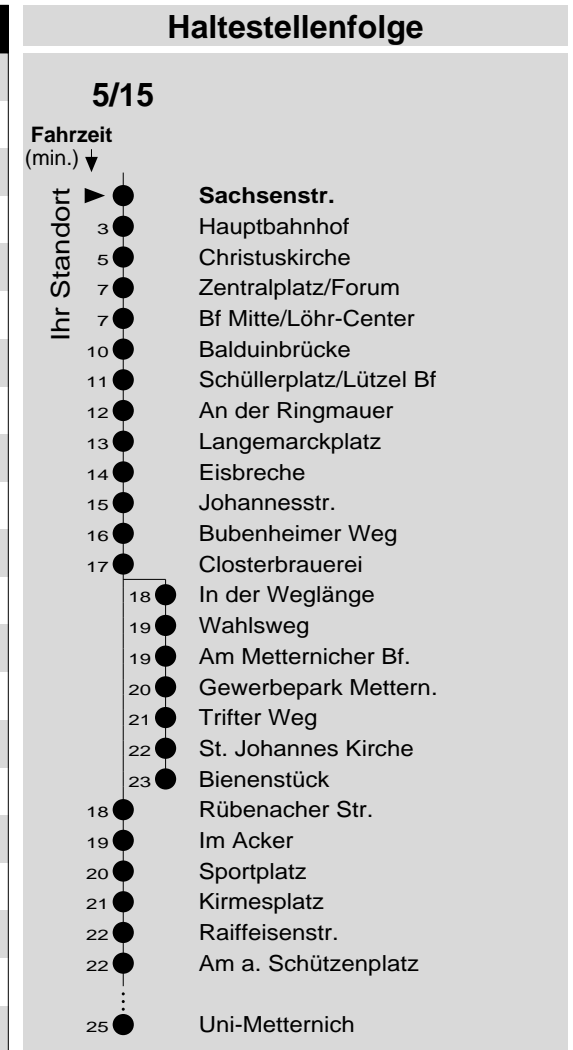 Haltestellenfolge
5/15
Fahrzeit
(min.)
Ihr Standort
Sachsenstr.
3 Hauptbahnhof
5 Christuskirche
7 Zentralplatz/Forum
7 Bf Mitte/Löhr-Center
10 Balduinbrücke
11 Schüllerplatz/Lützel Bf
12 An der Ringmauer
13 Langemarckplatz
14 Eisbreche
15 Johannesstr.
16 Bubenheimer Weg
17 Closterbrauerei
18 In der Weglänge
19 Wahlsweg
19 Am Metternicher Bf.
20 Gewerbepark Mettern.
21 Trifter Weg
22 St. Johannes Kirche
23 Bienenstück
18 Rübenacher Str.
19 Im Acker
20 Sportplatz
21 Kirmesplatz
22 Raiffeisenstr.
22 Am a. Schützenplatz
25 Uni-Metternich